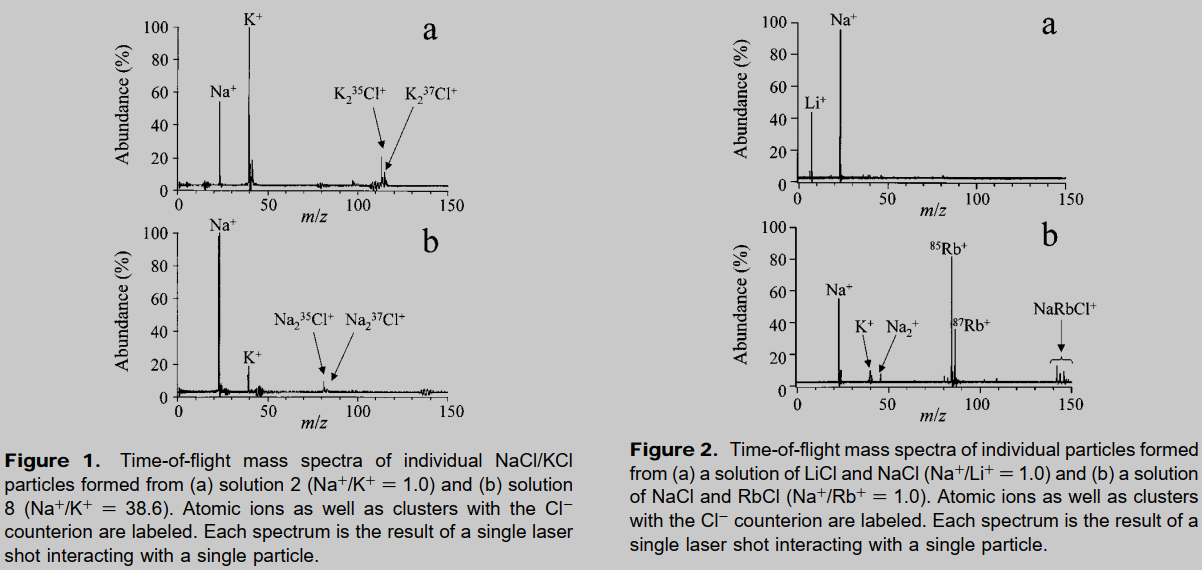 a
Abundance (%)
100
80
60
40
20
0
K⁺
Na⁺
K₂³⁵Cl⁺ K₂³⁷Cl⁺
0 50 100 150
m/z
b
Abundance (%)
100
80
60
40
20
0
Na⁺
Na₂³⁵Cl⁺ Na₂³⁷Cl⁺
K⁺
0 50 100 150
m/z
Figure 1. Time-of-flight mass spectra of individual NaCl/KCl
particles formed from (a) solution 2 (Na⁺/K⁺ = 1.0) and (b) solution
8 (Na⁺/K⁺ = 38.6). Atomic ions as well as clusters with the Cl⁻
counterion are labeled. Each spectrum is the result of a single laser
shot interacting with a single particle.
a
Abundance (%)
100
80
60
40
20
0
Na⁺
Li⁺
0 50 100 150
m/z
b
Abundance (%)
100
80
60
40
20
0
⁸⁵Rb⁺
Na⁺
NaRbCl⁺
K⁺ Na₂⁺ ⁸⁷Rb⁺
0 50 100 150
m/z
Figure 2. Time-of-flight mass spectra of individual particles formed
from (a) a solution of LiCl and NaCl (Na⁺/Li⁺ = 1.0) and (b) a solution
of NaCl and RbCl (Na⁺/Rb⁺ = 1.0). Atomic ions as well as clusters
with the Cl⁻ counterion are labeled. Each spectrum is the result of a
single laser shot interacting with a single particle.